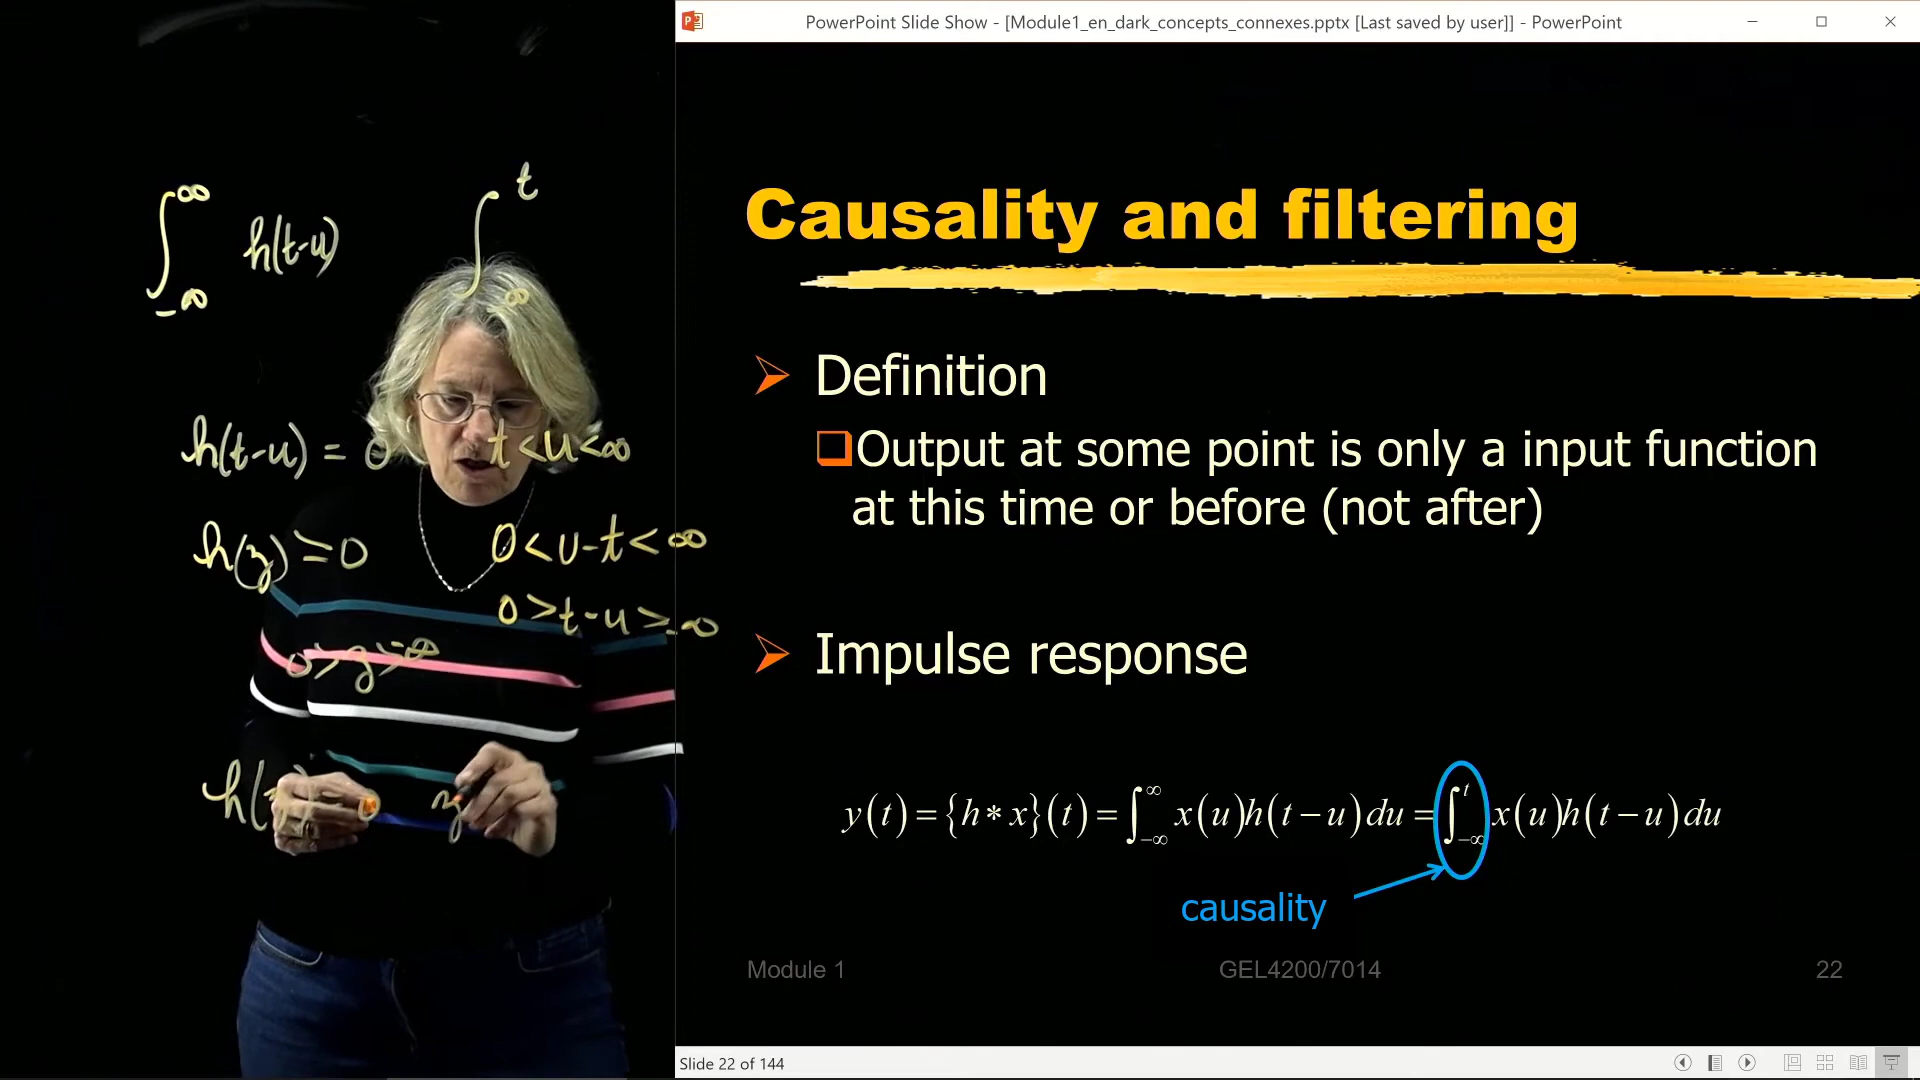 PowerPoint Slide Show - [Module1_en_dark_concepts_connexes.pptx [Last saved by user]] - PowerPoint
∫_{-∞}^{∞} h(t-u)
∫_{∞}^{t}
h(t-u) = 0 t<u<∞
h(z) = 0 0<u-t<∞
0>t-u>-∞
0>z>-∞
h( 0 z
Causality and filtering
Definition
Output at some point is only a input function
at this time or before (not after)
Impulse response
y(t) = {h∗x}(t) = ∫_{-∞}^{∞} x(u)h(t-u)du = ∫_{-∞}^{t} x(u)h(t-u)du
causality
Module 1 GEL4200/7014 22
Slide 22 of 144